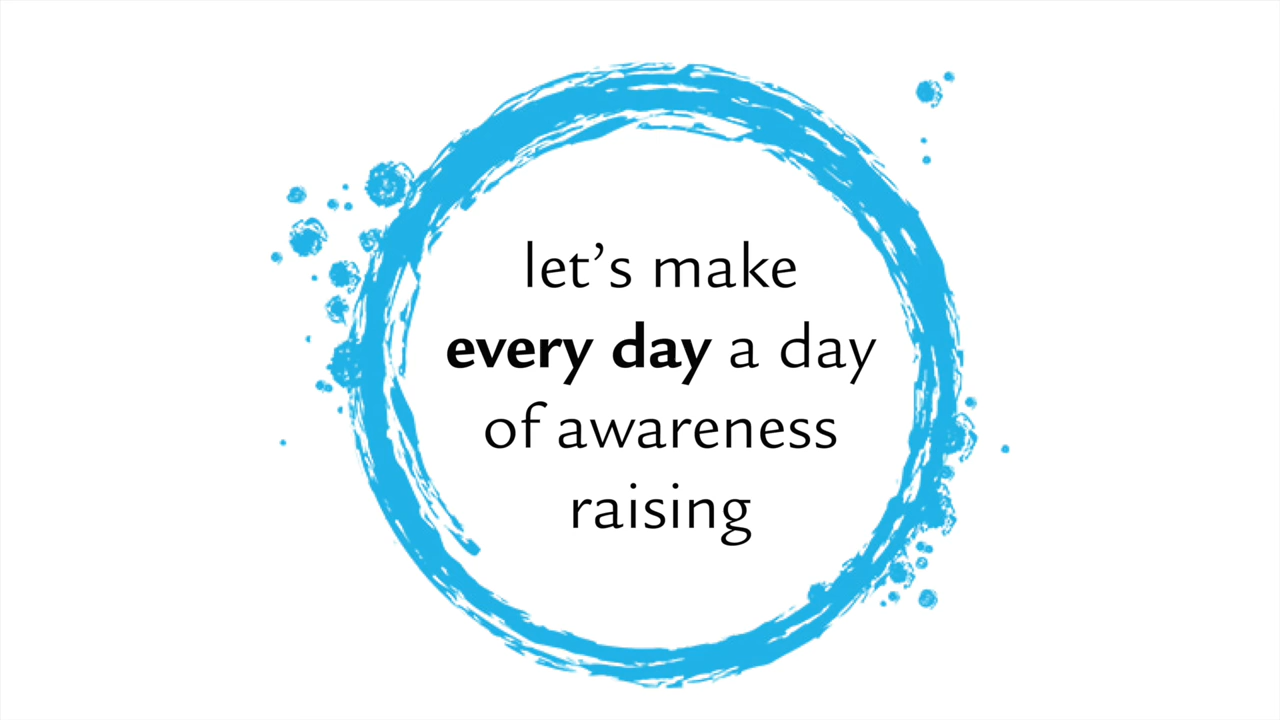 let’s make
every day a day
of awareness
raising